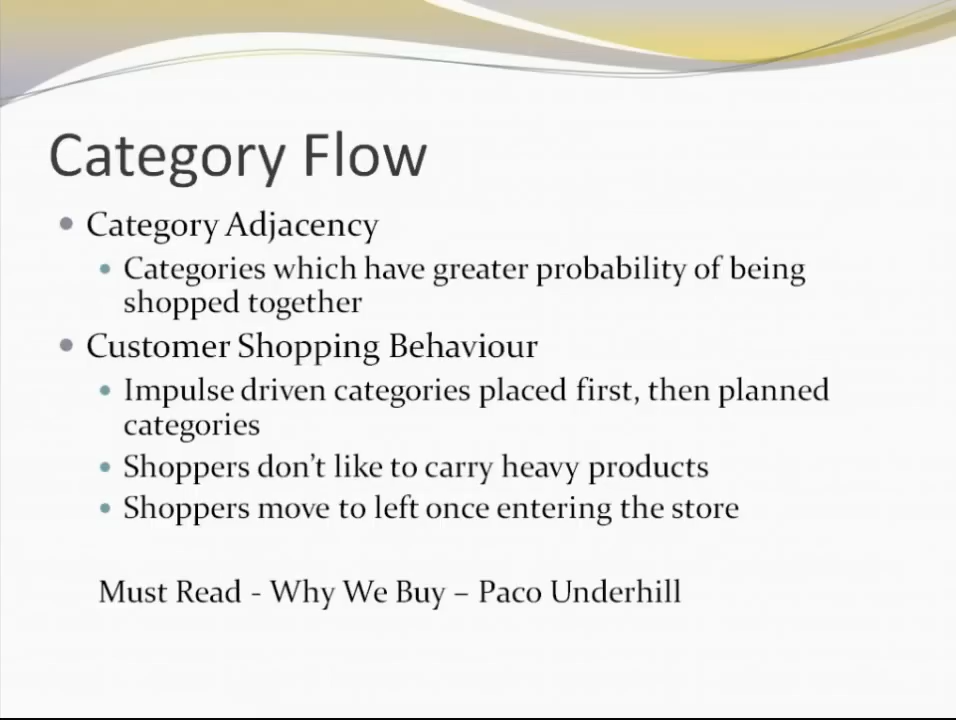 Category Flow
• Category Adjacency
• Categories which have greater probability of being
shopped together
• Customer Shopping Behaviour
• Impulse driven categories placed first, then planned
categories
• Shoppers don't like to carry heavy products
• Shoppers move to left once entering the store
Must Read - Why We Buy – Paco Underhill